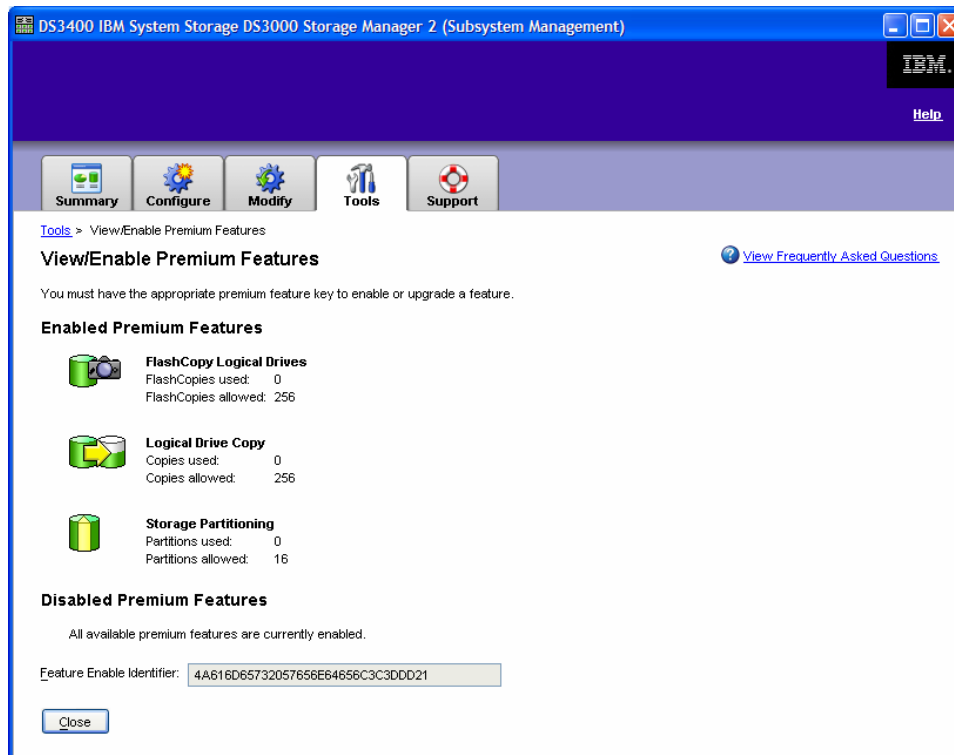 DS3400 IBM System Storage DS3000 Storage Manager 2 (Subsystem Management)
IBM.
Help
Summary
Configure
Modify
Tools
Support
Tools > View/Enable Premium Features
View/Enable Premium Features
View Frequently Asked Questions
You must have the appropriate premium feature key to enable or upgrade a feature.
Enabled Premium Features
FlashCopy Logical Drives
FlashCopies used: 0
FlashCopies allowed: 256
Logical Drive Copy
Copies used: 0
Copies allowed: 256
Storage Partitioning
Partitions used: 0
Partitions allowed: 16
Disabled Premium Features
All available premium features are currently enabled.
Feature Enable Identifier: 4A616D65732057656E64656C3C3DDD21
Close